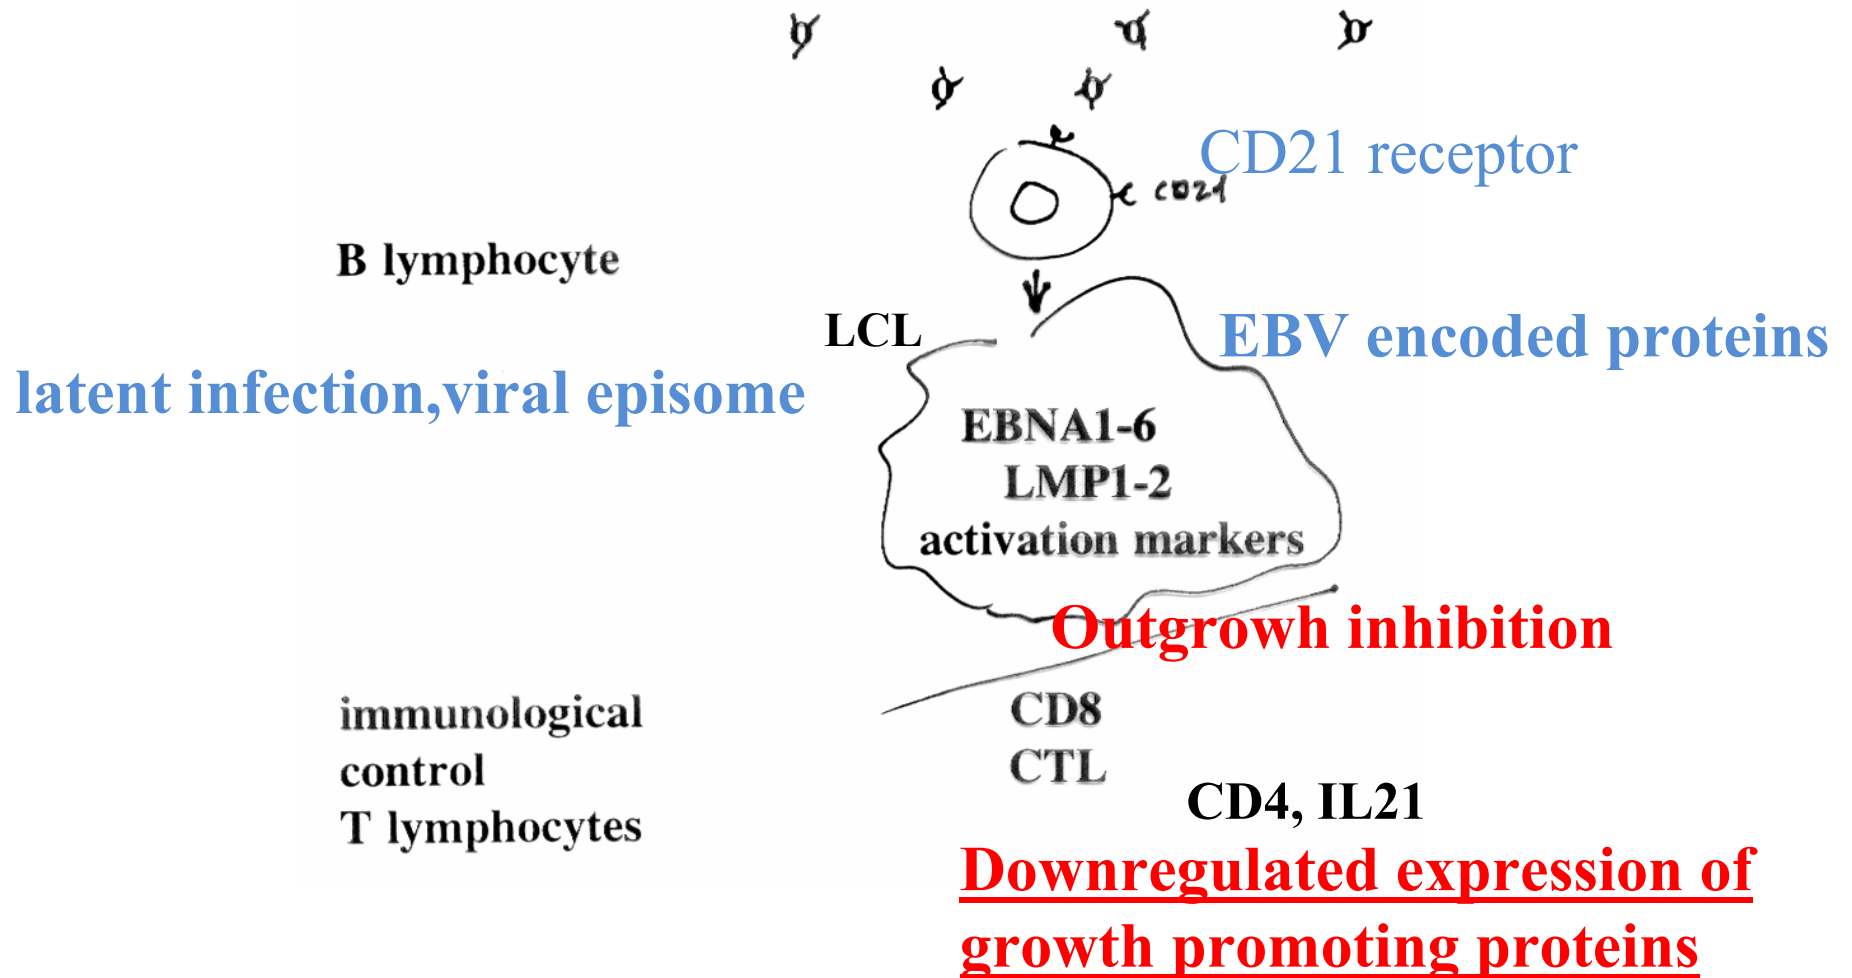 CD21 receptor
CD21
B lymphocyte
LCL
EBV encoded proteins
latent infection,viral episome
EBNA1-6
LMP1-2
activation markers
Outgrowh inhibition
immunological
control
T lymphocytes
CD8
CTL
CD4, IL21
Downregulated expression of
growth promoting proteins